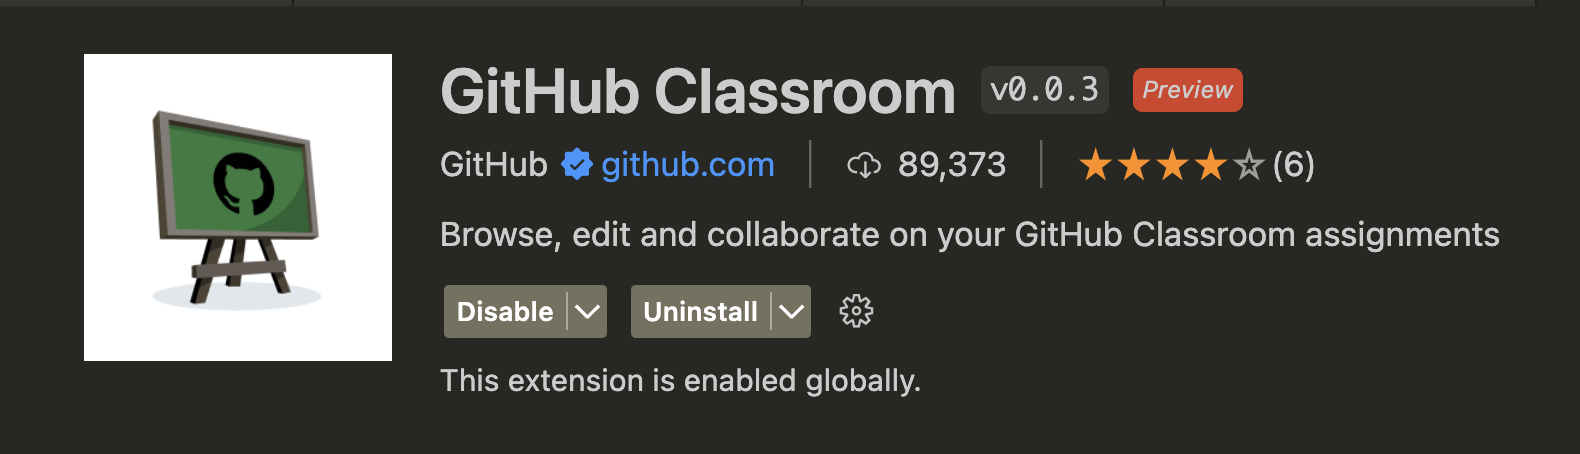 GitHub Classroom v0.0.3 Preview
GitHub github.com 89,373 (6)
Browse, edit and collaborate on your GitHub Classroom assignments
Disable Uninstall
This extension is enabled globally.